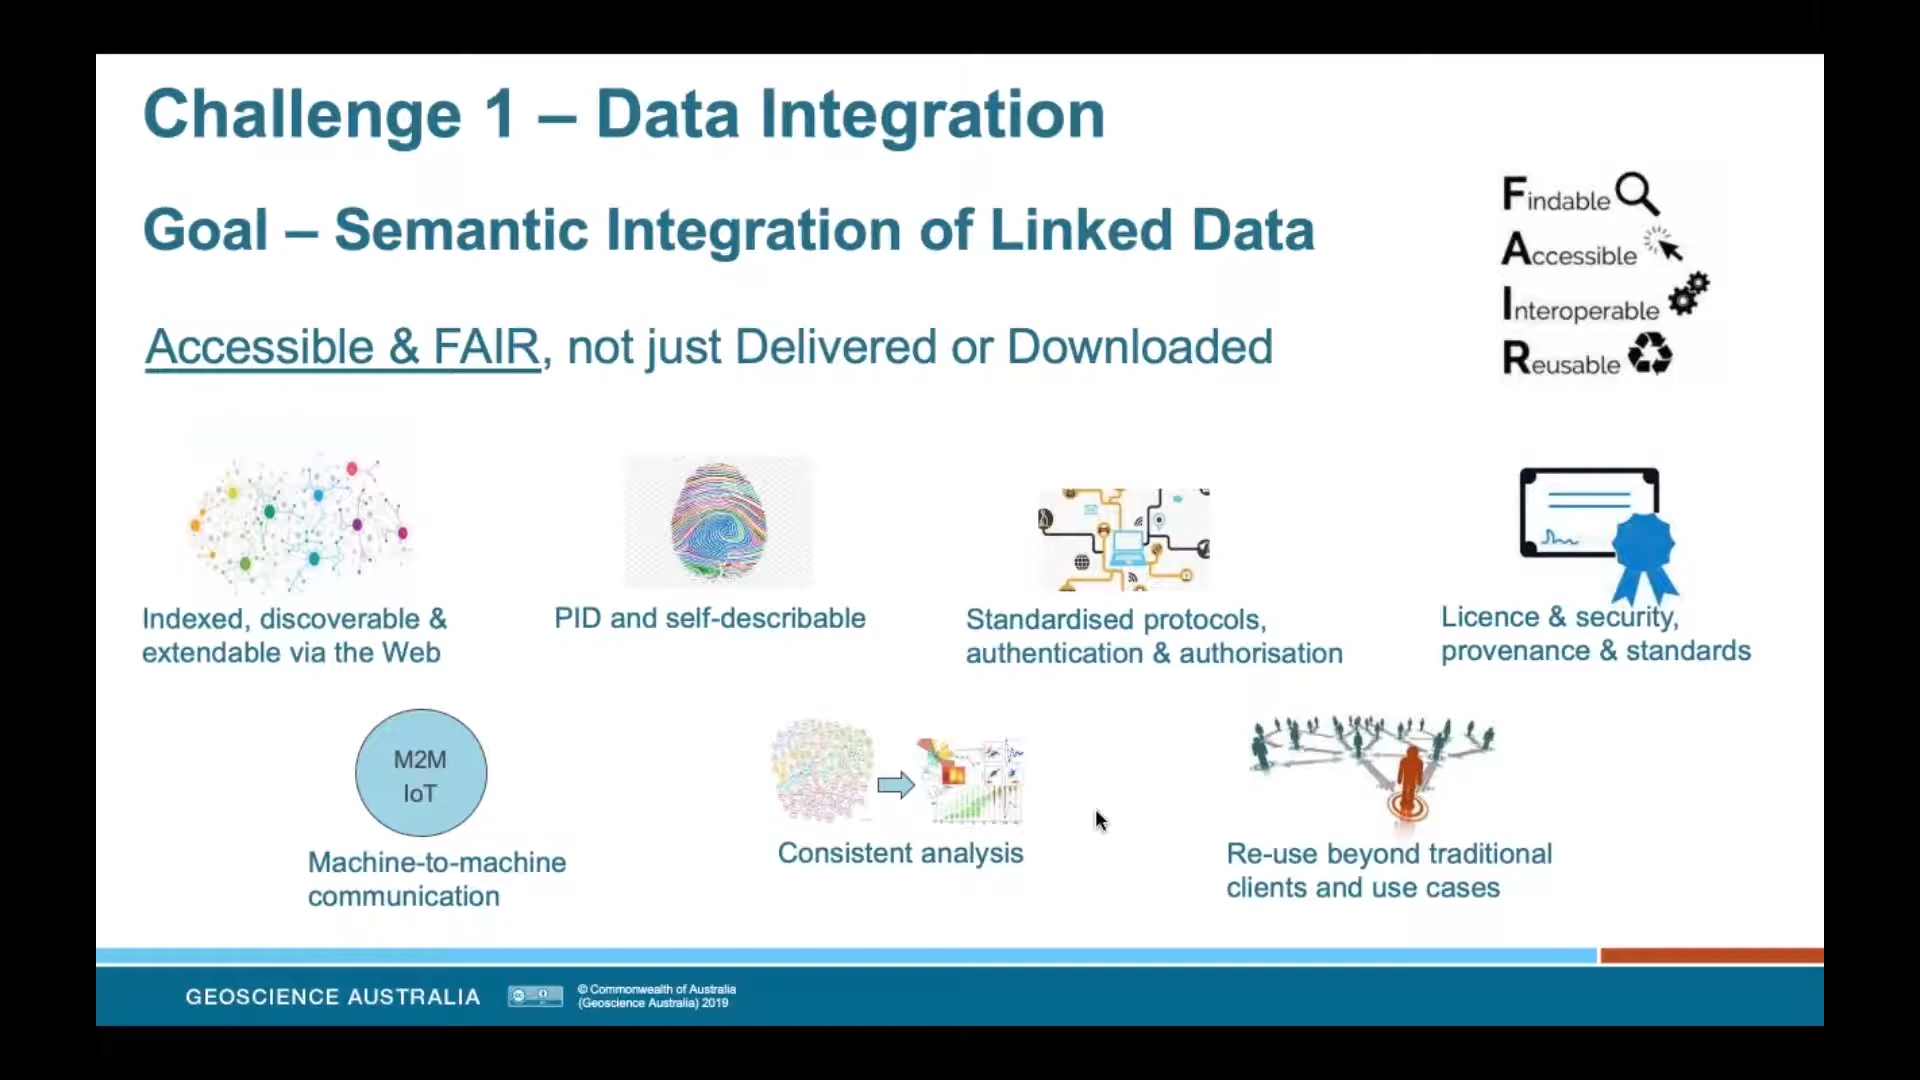 Challenge 1 – Data Integration
Goal – Semantic Integration of Linked Data
Accessible & FAIR, not just Delivered or Downloaded
Findable
Accessible
Interoperable
Reusable
Indexed, discoverable &
extendable via the Web
PID and self-describable
Standardised protocols,
authentication & authorisation
Licence & security,
provenance & standards
M2M
IoT
Machine-to-machine
communication
Consistent analysis
Re-use beyond traditional
clients and use cases
GEOSCIENCE AUSTRALIA
© Commonwealth of Australia
(Geoscience Australia) 2019